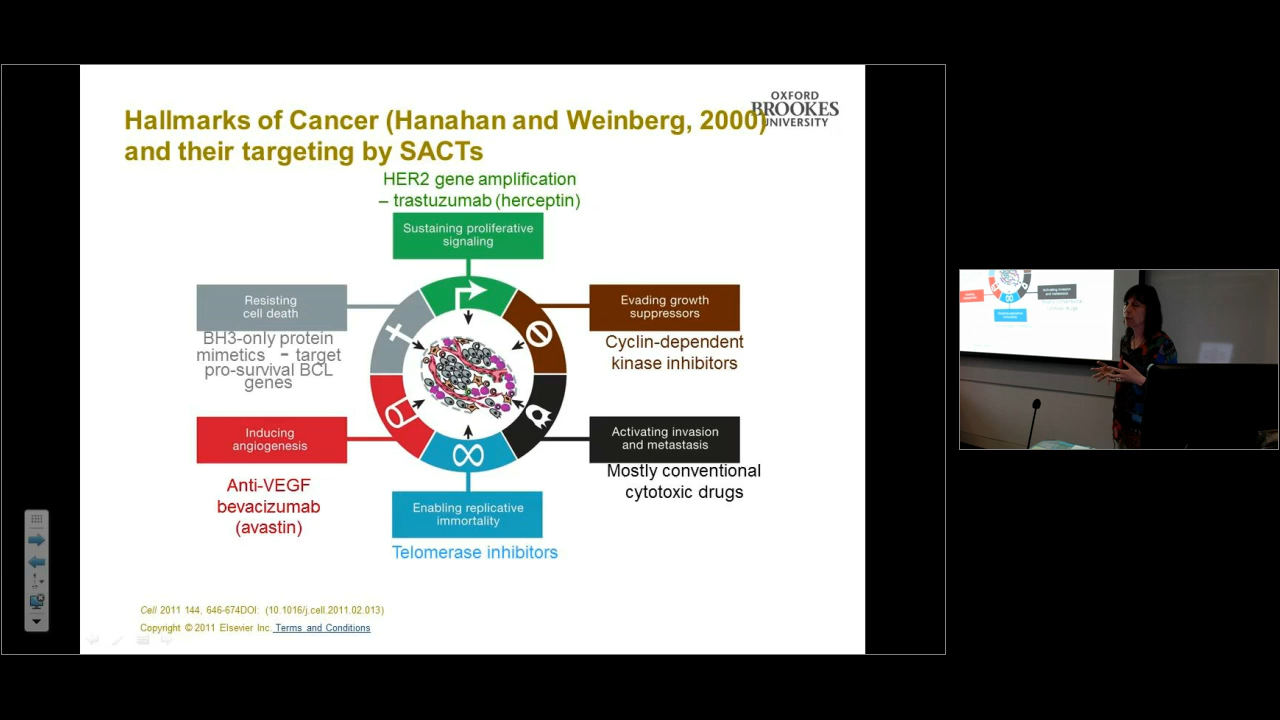 OXFORD
BROOKES
UNIVERSITY
Hallmarks of Cancer (Hanahan and Weinberg, 2000)
and their targeting by SACTs
HER2 gene amplification
– trastuzumab (herceptin)
Sustaining proliferative
signaling
Resisting
cell death
BH3-only protein
mimetics – target
pro-survival BCL
genes
Evading growth
suppressors
Cyclin-dependent
kinase inhibitors
Inducing
angiogenesis
Anti-VEGF
bevacizumab
(avastin)
Activating invasion
and metastasis
Mostly conventional
cytotoxic drugs
Enabling replicative
immortality
Telomerase inhibitors
Cell 2011 144, 646-674DOI: (10.1016/j.cell.2011.02.013)
Copyright © 2011 Elsevier Inc. Terms and Conditions